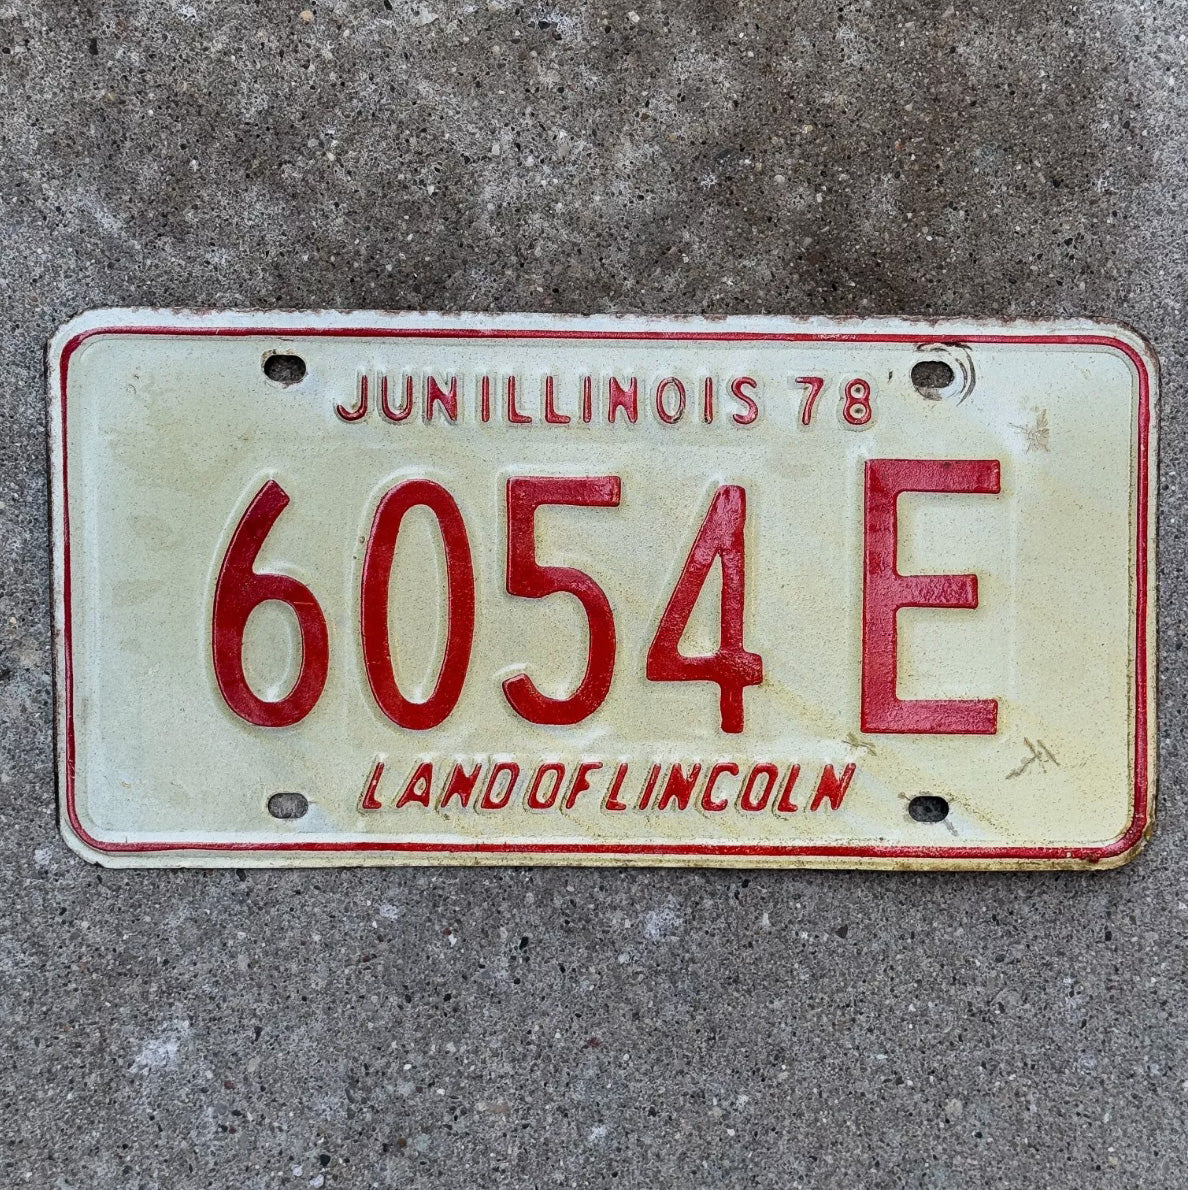 JUN ILLINOIS 78
6054 E
LAND OF LINCOLN